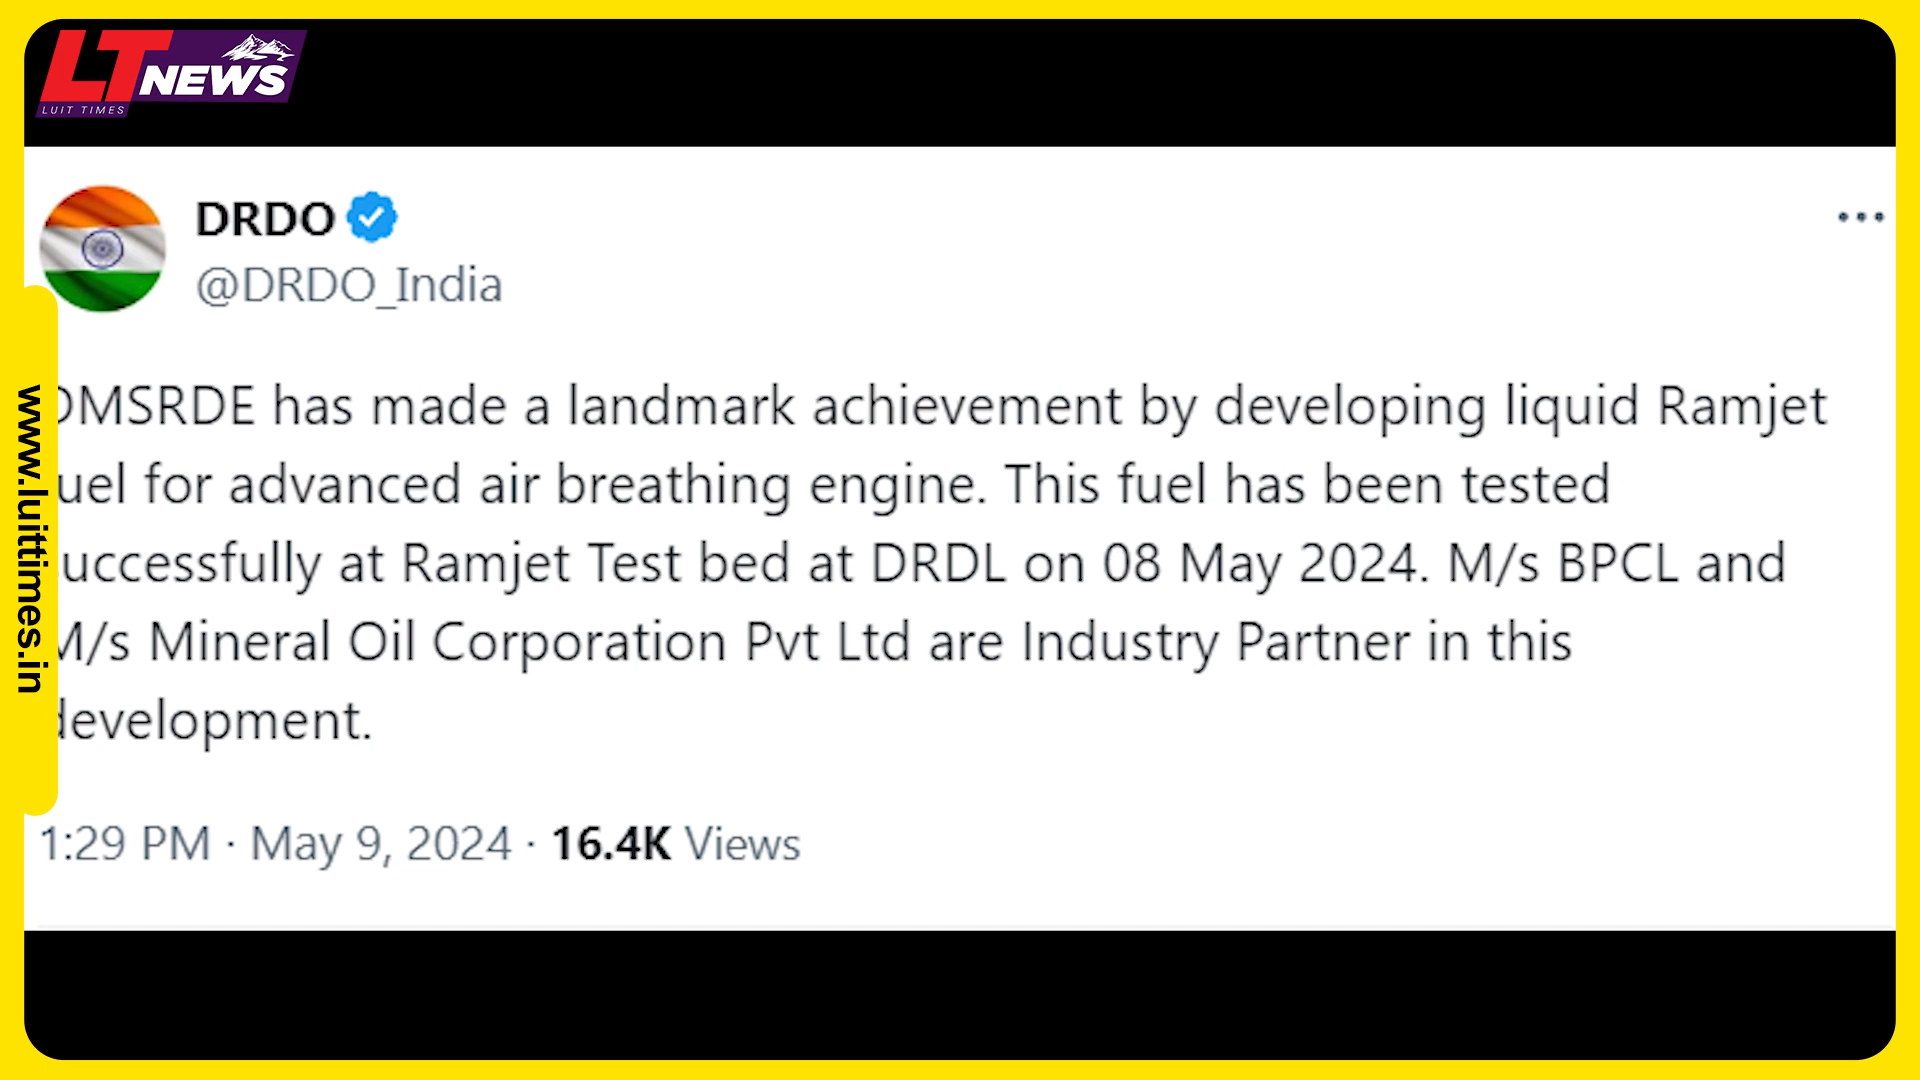 LT NEWS
LUIT TIMES
DRDO
@DRDO_India
DMSRDE has made a landmark achievement by developing liquid Ramjet
uel for advanced air breathing engine. This fuel has been tested
uccessfully at Ramjet Test bed at DRDL on 08 May 2024. M/s BPCL and
M/s Mineral Oil Corporation Pvt Ltd are Industry Partner in this
development.
1:29 PM · May 9, 2024 · 16.4K Views
www.luittimes.in